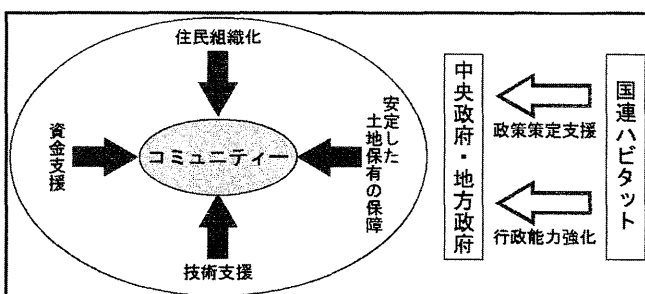 住民組織化
資金支援
コミュニティー
安定した
土地保有の保障
技術支援
中央政府・地方政府
政策策定支援
行政能力強化
国連ハビタット